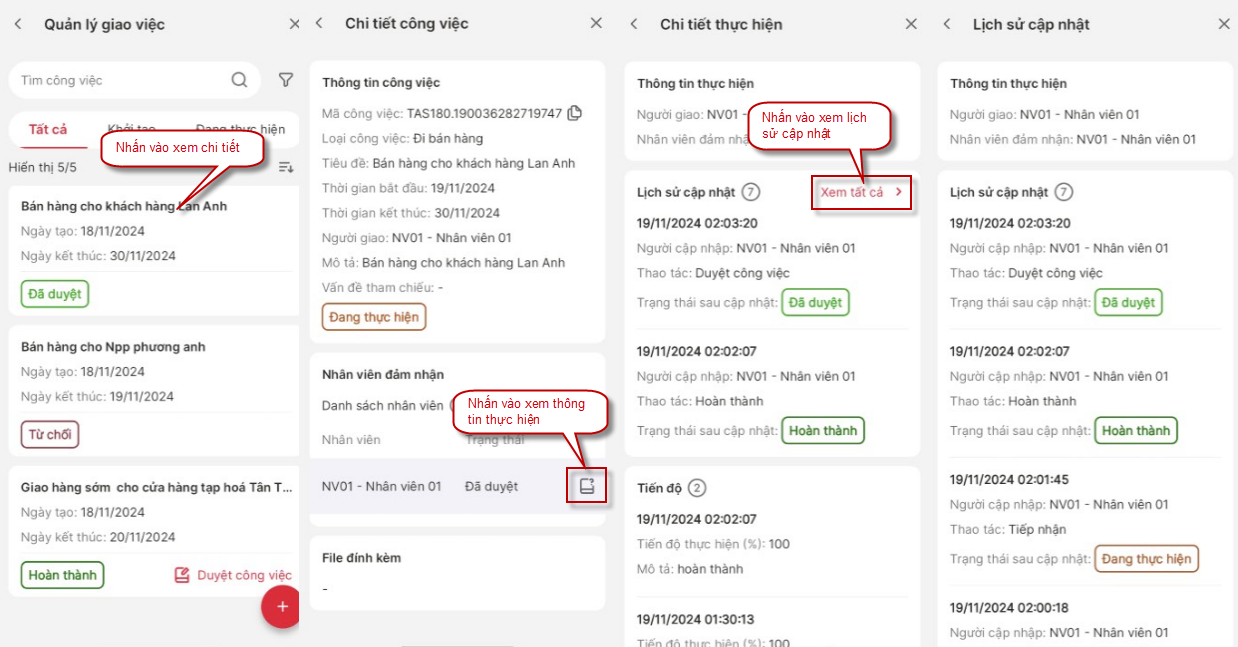 Quản lý giao việc
Tìm công việc
Tất cả
Khởi tạo
Đang thực hiện
Nhấn vào xem chi tiết
Hiển thị 5/5
Bán hàng cho khách hàng Lan Anh
Ngày tạo: 18/11/2024
Ngày kết thúc: 30/11/2024
Đã duyệt
Bán hàng cho Npp phương anh
Ngày tạo: 18/11/2024
Ngày kết thúc: 19/11/2024
Từ chối
Giao hàng sớm cho cửa hàng tạp hoá Tân T...
Ngày tạo: 18/11/2024
Ngày kết thúc: 20/11/2024
Hoàn thành
Duyệt công việc
Chi tiết công việc
Thông tin công việc
Mã công việc: TAS180.190036282719747
Loại công việc: Đi bán hàng
Tiêu đề: Bán hàng cho khách hàng Lan Anh
Thời gian bắt đầu: 19/11/2024
Thời gian kết thúc: 30/11/2024
Người giao: NV01 - Nhân viên 01
Mô tả: Bán hàng cho khách hàng Lan Anh
Vấn đề tham chiếu: -
Đang thực hiện
Nhân viên đảm nhận
Danh sách nhân viên
Nhấn vào xem thông
tin thực hiện
Nhân viên
Trạng thái
NV01 - Nhân viên 01
Đã duyệt
File đính kèm
-
Chi tiết thực hiện
Thông tin thực hiện
Người giao: NV01 -
Nhân viên đảm
Nhấn vào xem lịch
sử cập nhật
Lịch sử cập nhật 7
Xem tất cả
19/11/2024 02:03:20
Người cập nhập: NV01 - Nhân viên 01
Thao tác: Duyệt công việc
Trạng thái sau cập nhật: Đã duyệt
19/11/2024 02:02:07
Người cập nhập: NV01 - Nhân viên 01
Thao tác: Hoàn thành
Trạng thái sau cập nhật: Hoàn thành
Tiến độ 2
19/11/2024 02:02:07
Tiến độ thực hiện (%): 100
Mô tả: hoàn thành
19/11/2024 01:30:13
Tiến độ thực hiện (%): 100
Lịch sử cập nhật
Thông tin thực hiện
Người giao: NV01 - Nhân viên 01
Nhân viên đảm nhận: NV01 - Nhân viên 01
Lịch sử cập nhật 7
19/11/2024 02:03:20
Người cập nhập: NV01 - Nhân viên 01
Thao tác: Duyệt công việc
Trạng thái sau cập nhật: Đã duyệt
19/11/2024 02:02:07
Người cập nhập: NV01 - Nhân viên 01
Thao tác: Hoàn thành
Trạng thái sau cập nhật: Hoàn thành
19/11/2024 02:01:45
Người cập nhập: NV01 - Nhân viên 01
Thao tác: Tiếp nhận
Trạng thái sau cập nhật: Đang thực hiện
19/11/2024 02:00:18
Người cập nhập: NV01 - Nhân viên 01